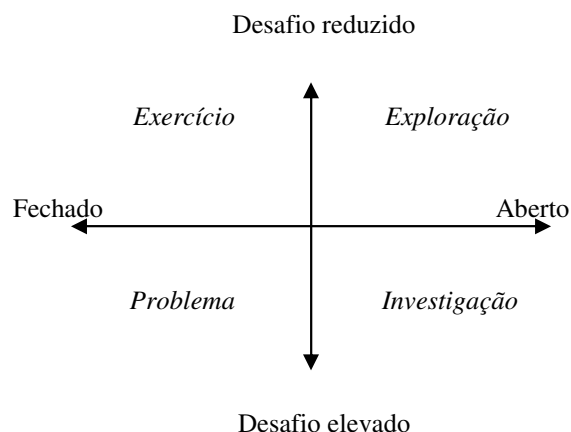 Desafio reduzido
Exercício Exploração
Fechado Aberto
Problema Investigação
Desafio elevado